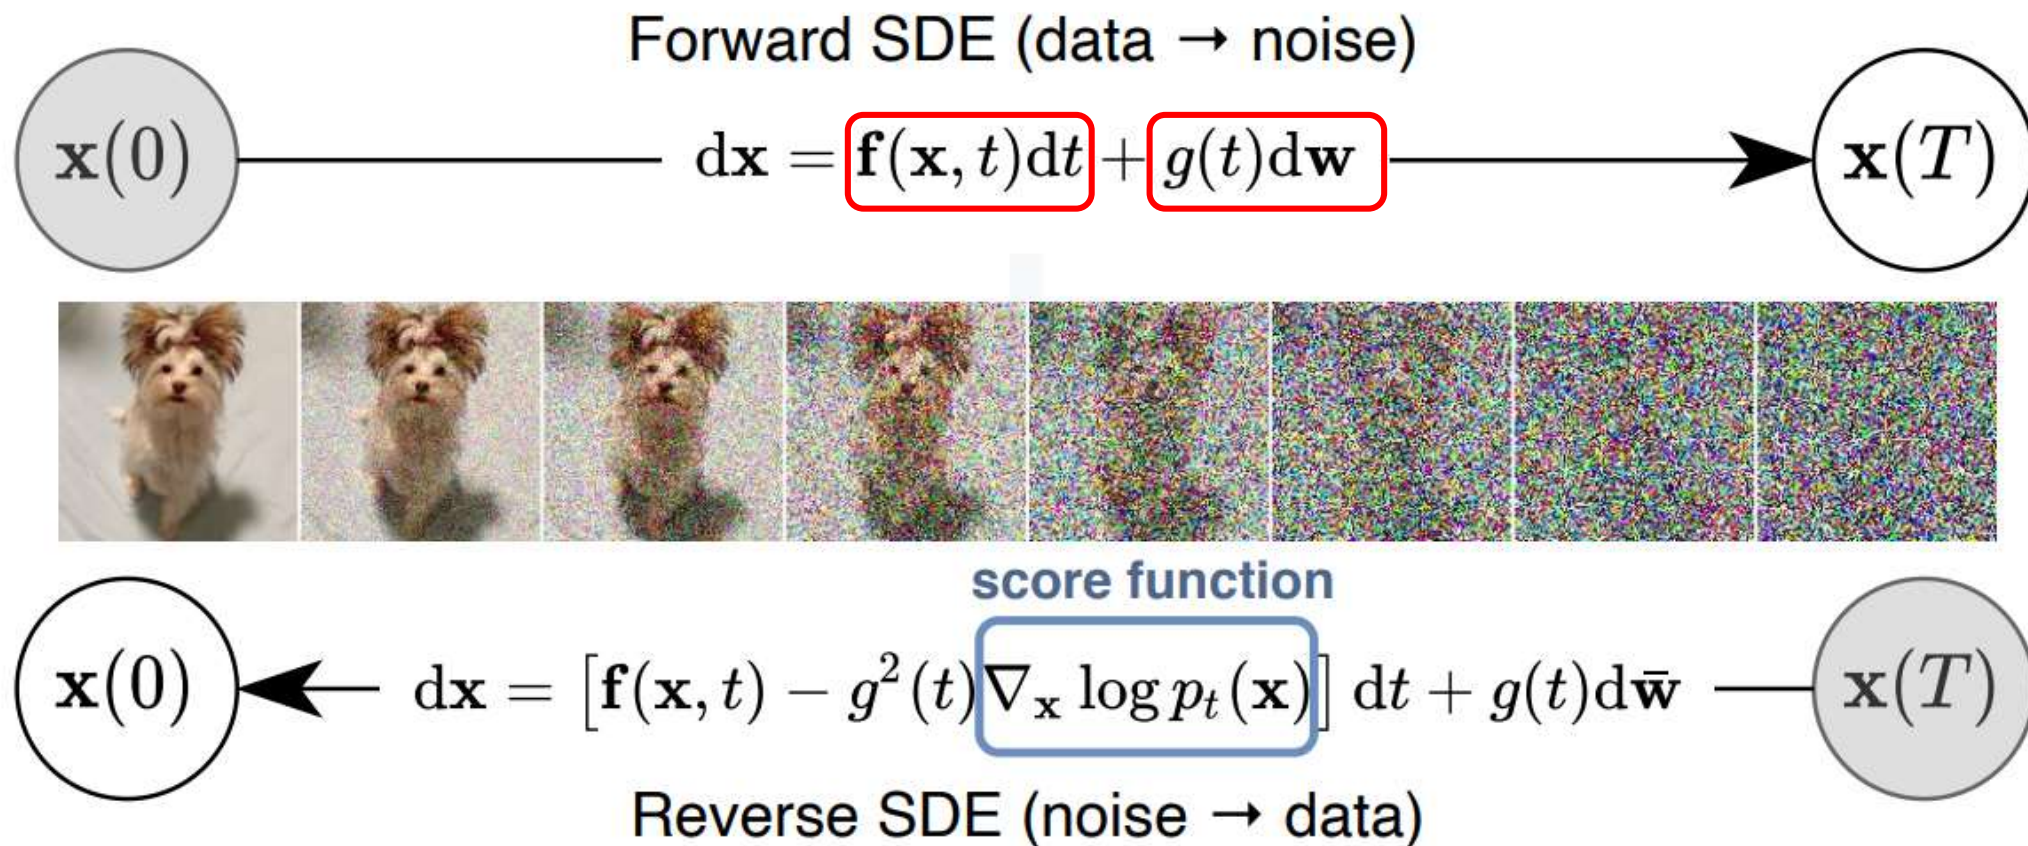 Forward SDE (data → noise)
x(0) dx = f(x, t)dt + g(t)dw x(T)
score function
x(0) dx = [f(x, t) − g²(t)∇ₓ log pₜ(x)] dt + g(t)dw̄ x(T)
Reverse SDE (noise → data)